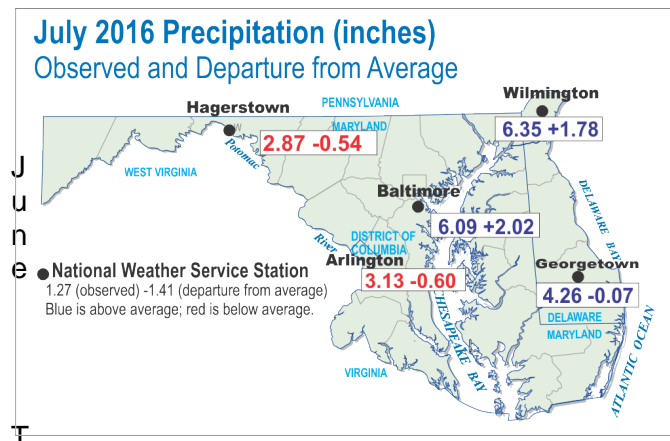 July 2016 Precipitation (inches)
Observed and Departure from Average
Wilmington
PENNSYLVANIA
Hagerstown
6.35 +1.78
MARYLAND
2.87 -0.54
Potomac
WEST VIRGINIA
June
Baltimore
DELAWARE BAY
6.09 +2.02
DISTRICT OF
COLUMBIA
River
Arlington
Georgetown
National Weather Service Station
3.13 -0.60
1.27 (observed) -1.41 (departure from average)
4.26 -0.07
Blue is above average; red is below average.
CHESAPEAKE BAY
DELAWARE
MARYLAND
ATLANTIC OCEAN
VIRGINIA